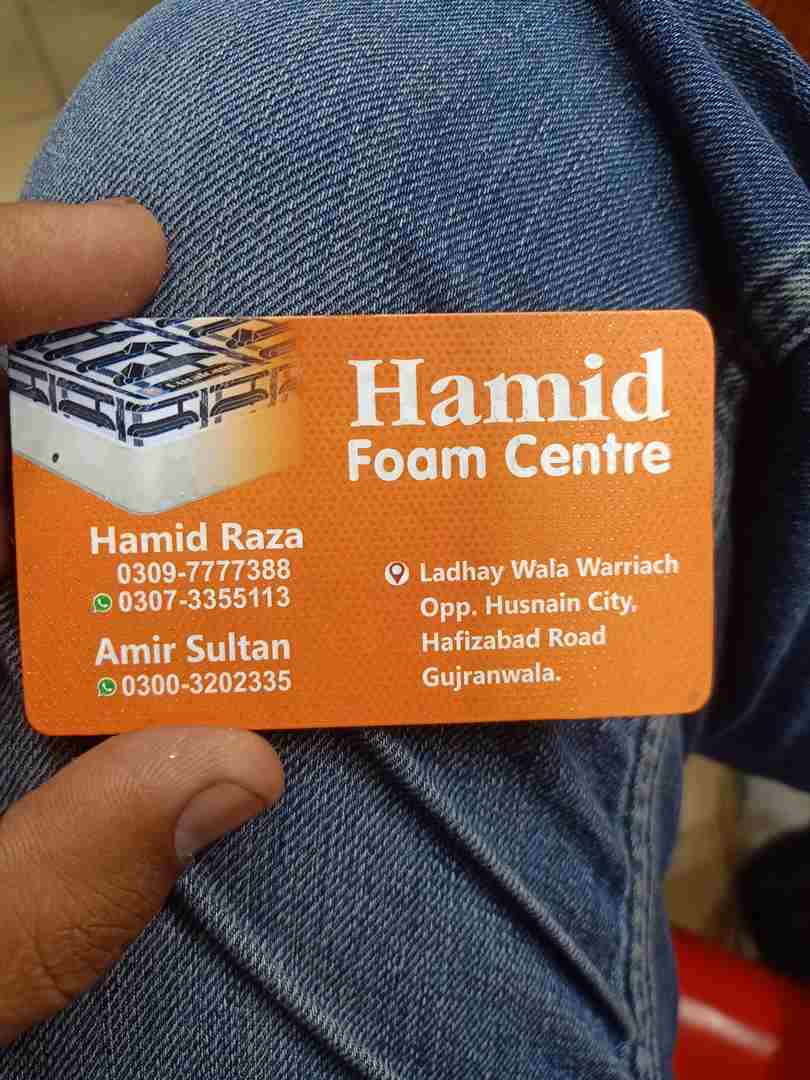 Hamid
Foam Centre
Hamid Raza
0309-7777388
0307-3355113
Amir Sultan
0300-3202335
Ladhay Wala Warriach
Opp. Husnain City,
Hafizabad Road
Gujranwala.